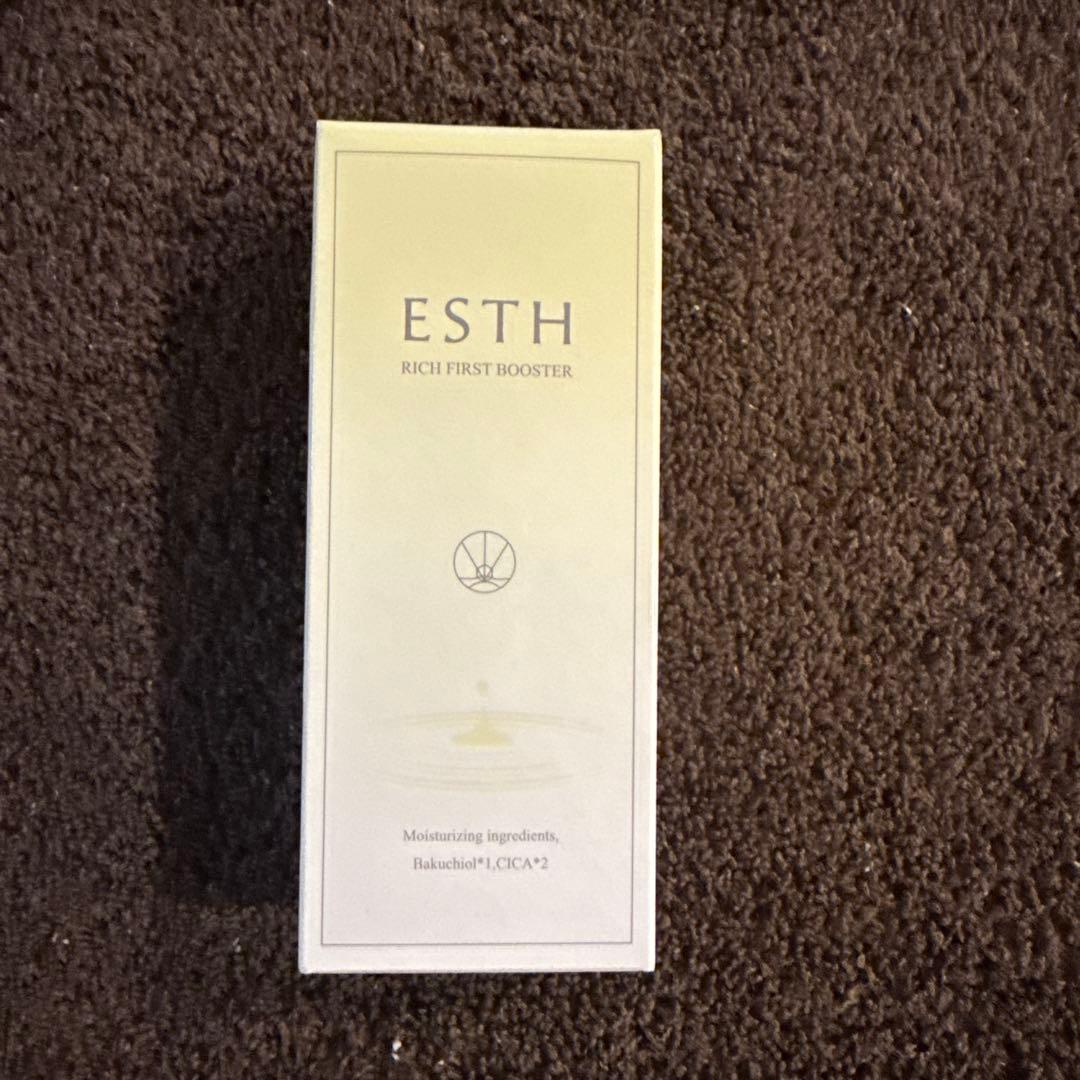 ESTH
RICH FIRST BOOSTER
Moisturizing ingredients,
Bakuchiol*1,CICA*2